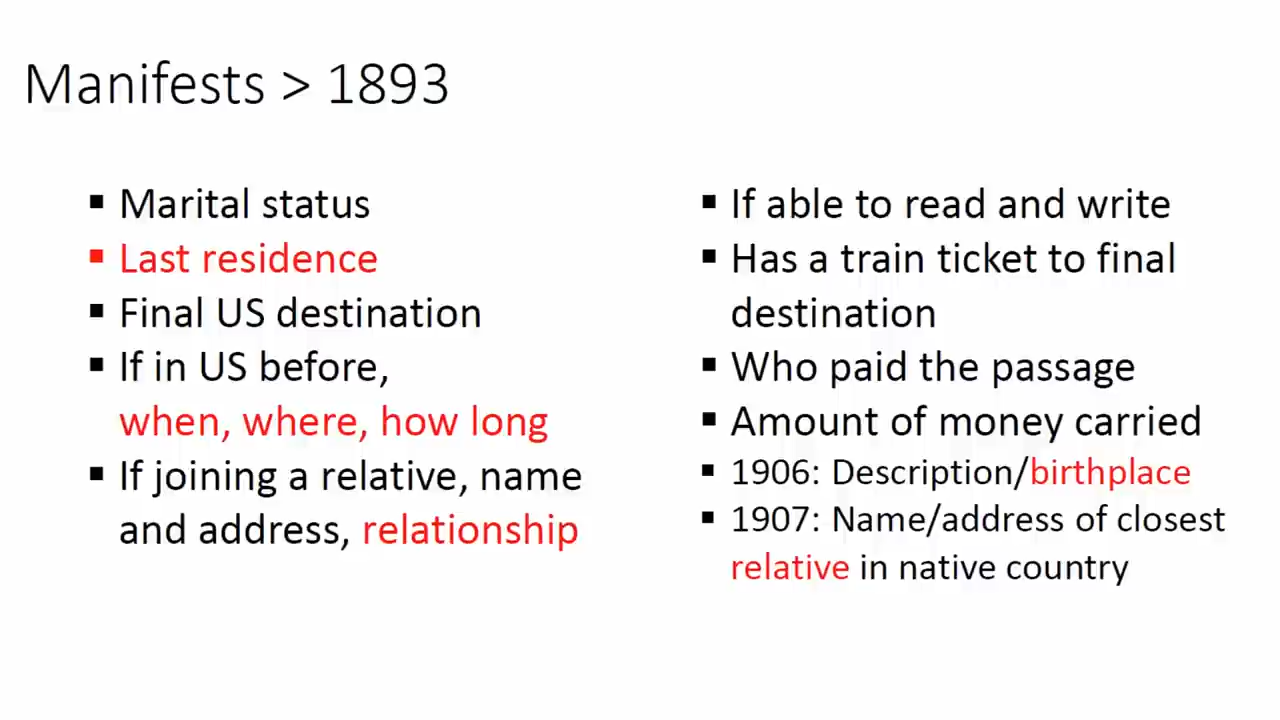 Manifests > 1893
▪ Marital status
▪ Last residence
▪ Final US destination
▪ If in US before,
when, where, how long
▪ If joining a relative, name
and address, relationship
▪ If able to read and write
▪ Has a train ticket to final
destination
▪ Who paid the passage
▪ Amount of money carried
▪ 1906: Description/birthplace
▪ 1907: Name/address of closest
relative in native country